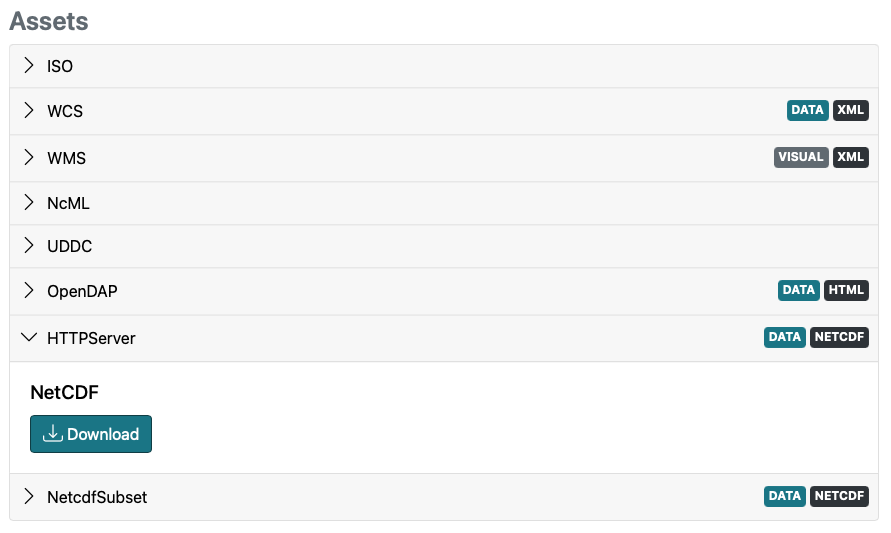 Assets
ISO
WCS DATA XML
WMS VISUAL XML
NcML
UDDC
OpenDAP DATA HTML
HTTPServer DATA NETCDF
NetCDF
Download
NetcdfSubset DATA NETCDF